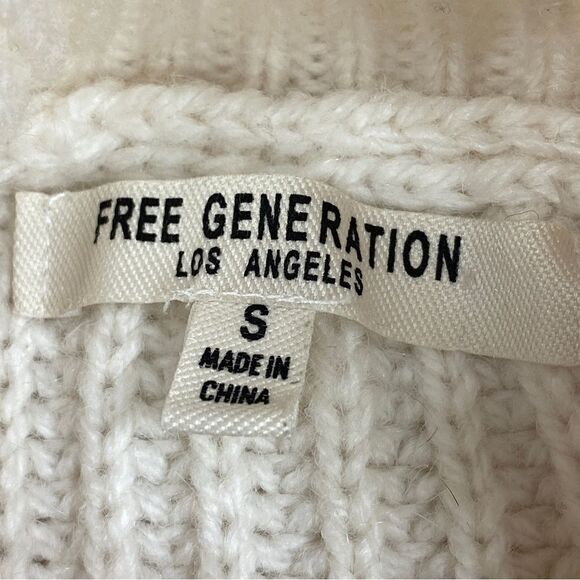 FREE GENERATION
LOS ANGELES
S
MADE IN
CHINA